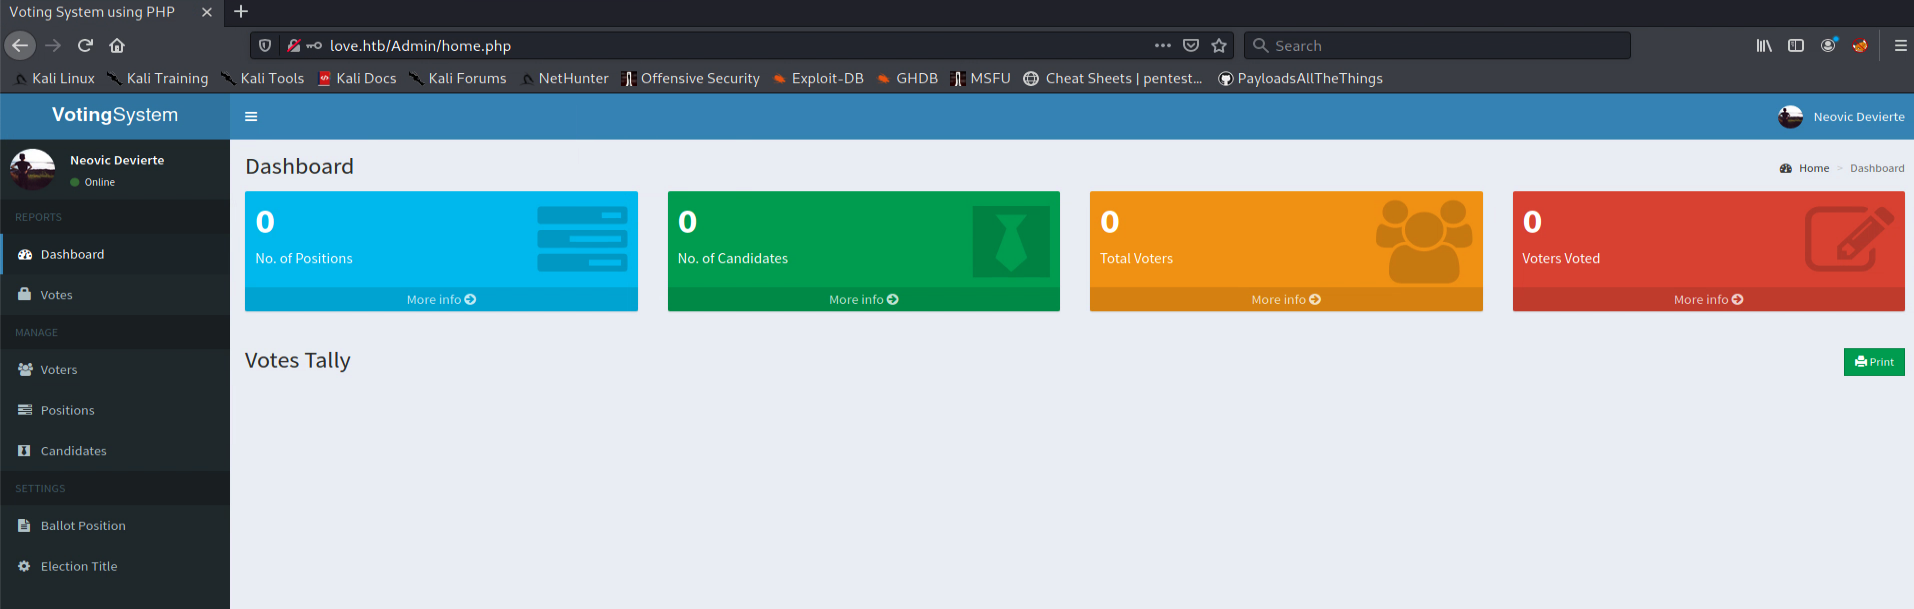 Voting System using PHP
love.htb/Admin/home.php
Search
Kali Linux Kali Training Kali Tools Kali Docs Kali Forums NetHunter Offensive Security Exploit-DB GHDB MSFU Cheat Sheets | pentest... PayloadsAllTheThings
VotingSystem
Neovic Devierte
Neovic Devierte
Online
REPORTS
Dashboard
Votes
MANAGE
Voters
Positions
Candidates
SETTINGS
Ballot Position
Election Title
Dashboard
Home > Dashboard
0
No. of Positions
More info
0
No. of Candidates
More info
0
Total Voters
More info
0
Voters Voted
More info
Votes Tally
Print